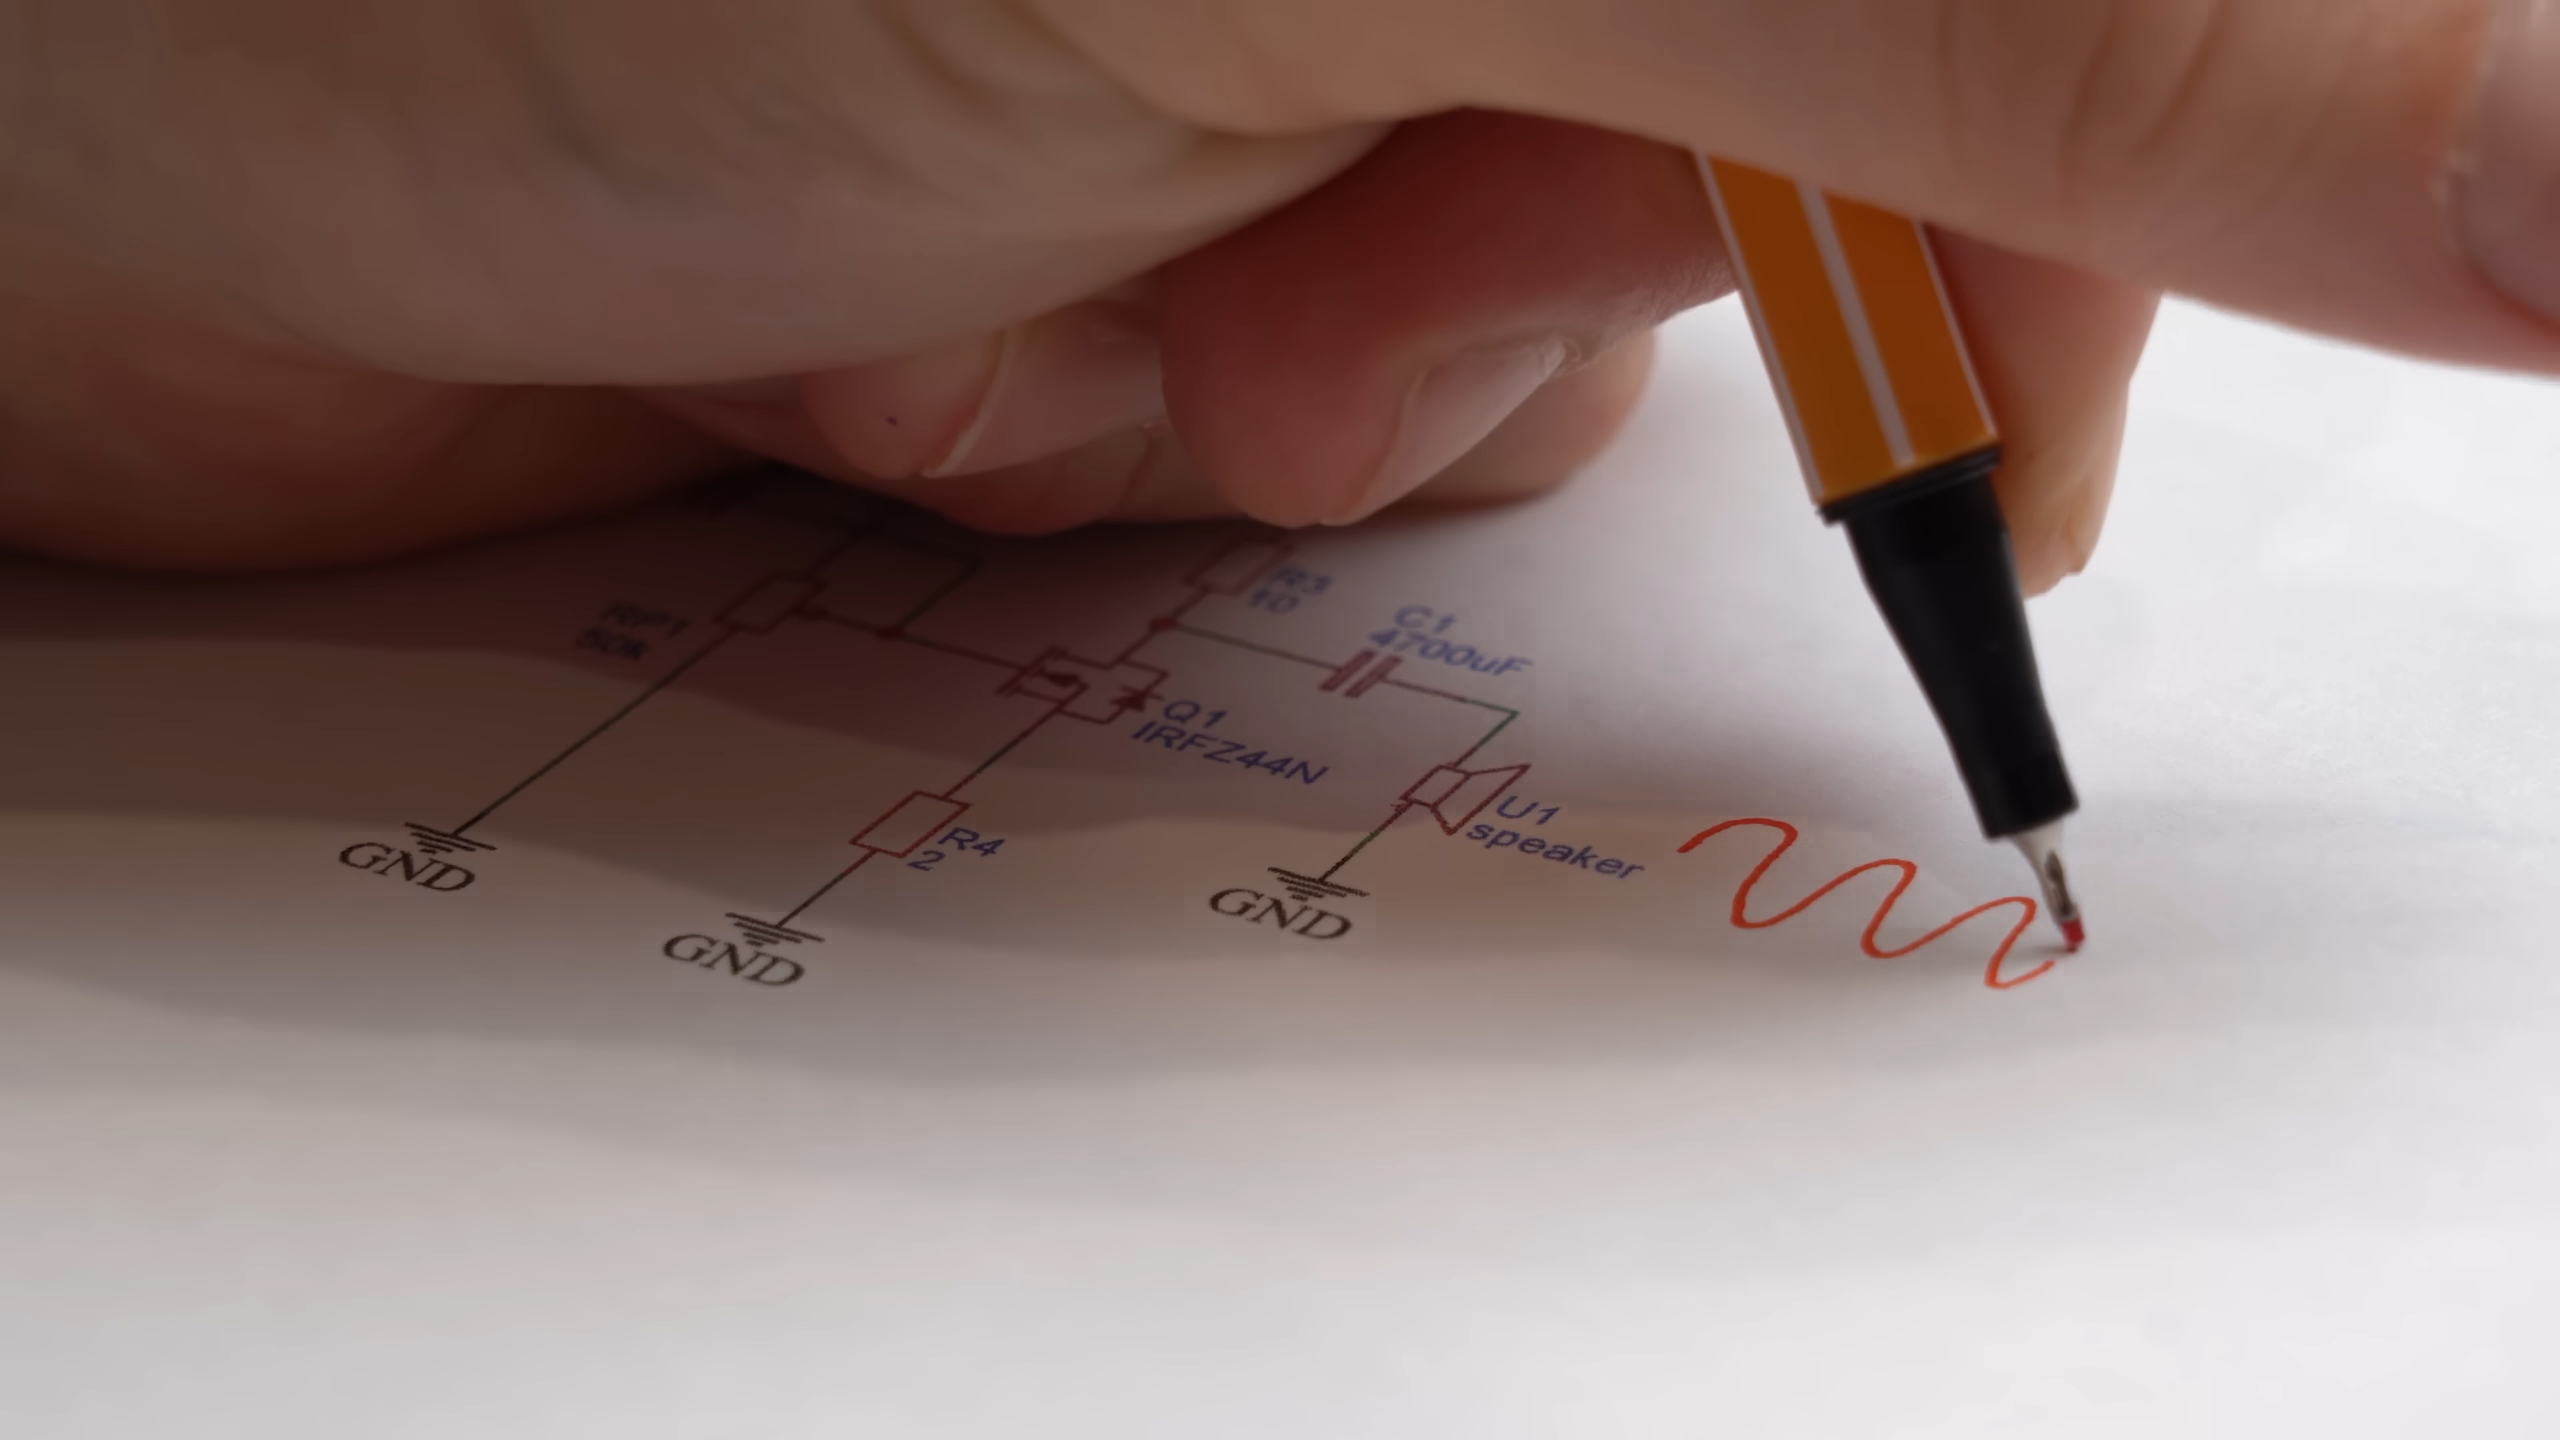 RP1
50k
R3
10
C1
4700uF
Q1
IRFZ44N
R4
2
U1
speaker
GND
GND
GND